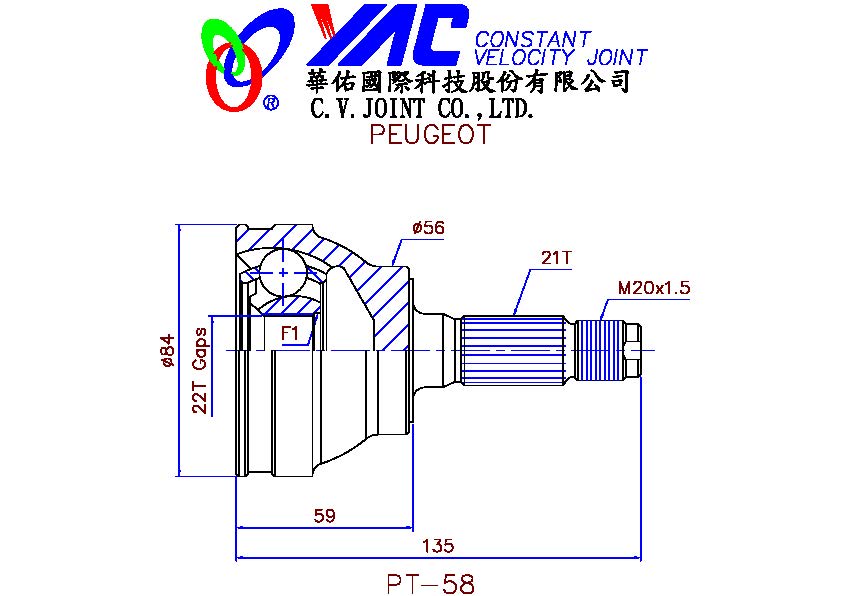 YAC CONSTANT
VELOCITY JOINT
®
華佑國際科技股份有限公司
C.V.JOINT CO.,LTD.
PEUGEOT
ø56
21T
M20x1.5
F1
ø84
22T Gaps
59
135
PT-58